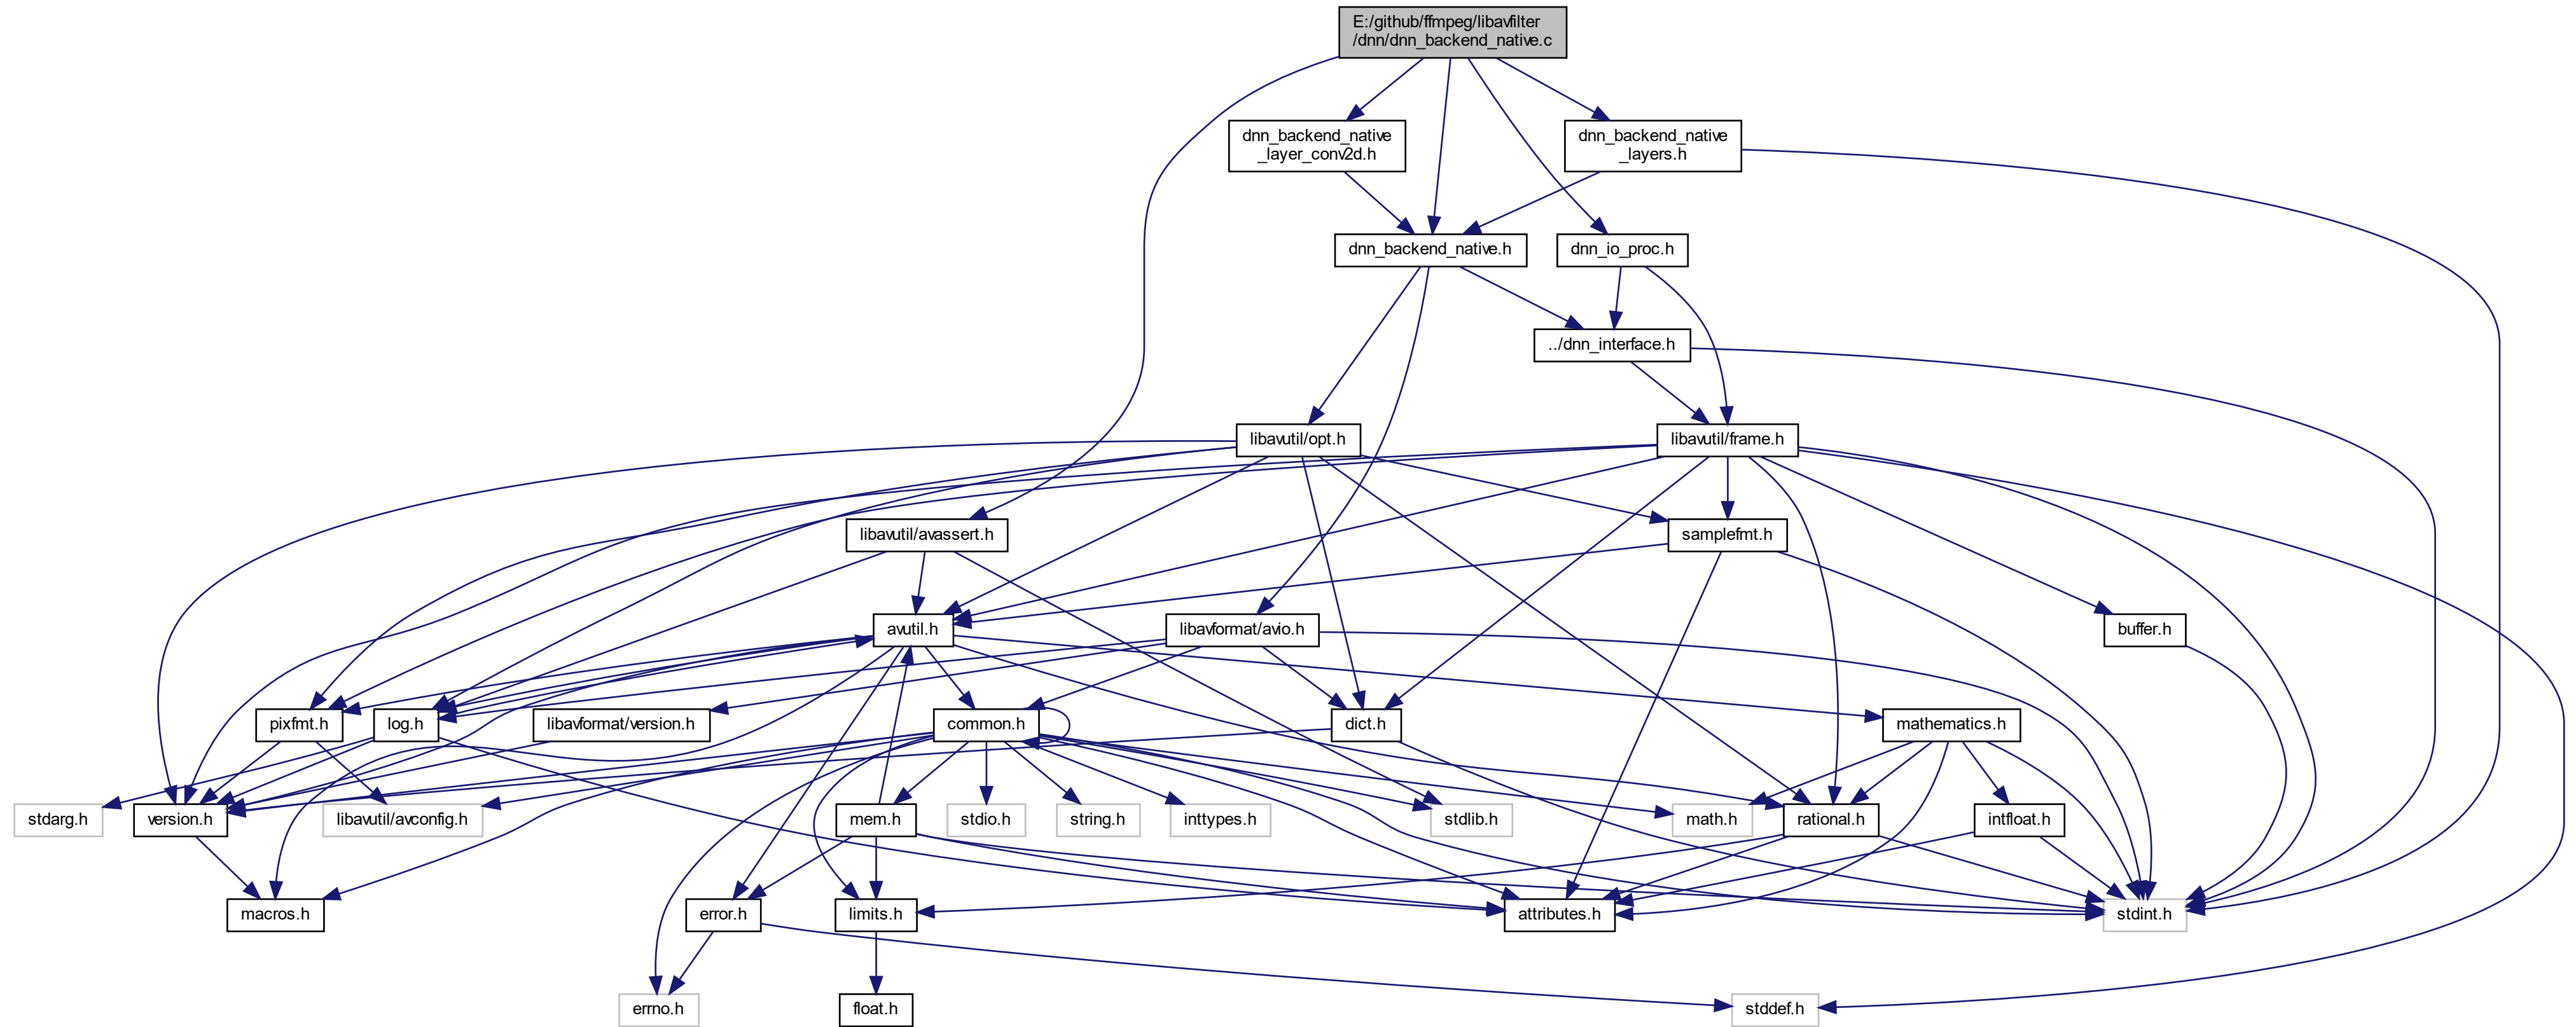 E:/github/ffmpeg/libavfilter
/dnn/dnn_backend_native.c
dnn_backend_native
_layer_conv2d.h
dnn_backend_native
_layers.h
dnn_backend_native.h
dnn_io_proc.h
../dnn_interface.h
libavutil/opt.h
libavutil/frame.h
libavutil/avassert.h
samplefmt.h
avutil.h
libavformat/avio.h
buffer.h
pixfmt.h
log.h
libavformat/version.h
common.h
dict.h
mathematics.h
stdarg.h
version.h
libavutil/avconfig.h
mem.h
stdio.h
string.h
inttypes.h
stdlib.h
math.h
rational.h
intfloat.h
macros.h
error.h
limits.h
attributes.h
stdint.h
errno.h
float.h
stddef.h